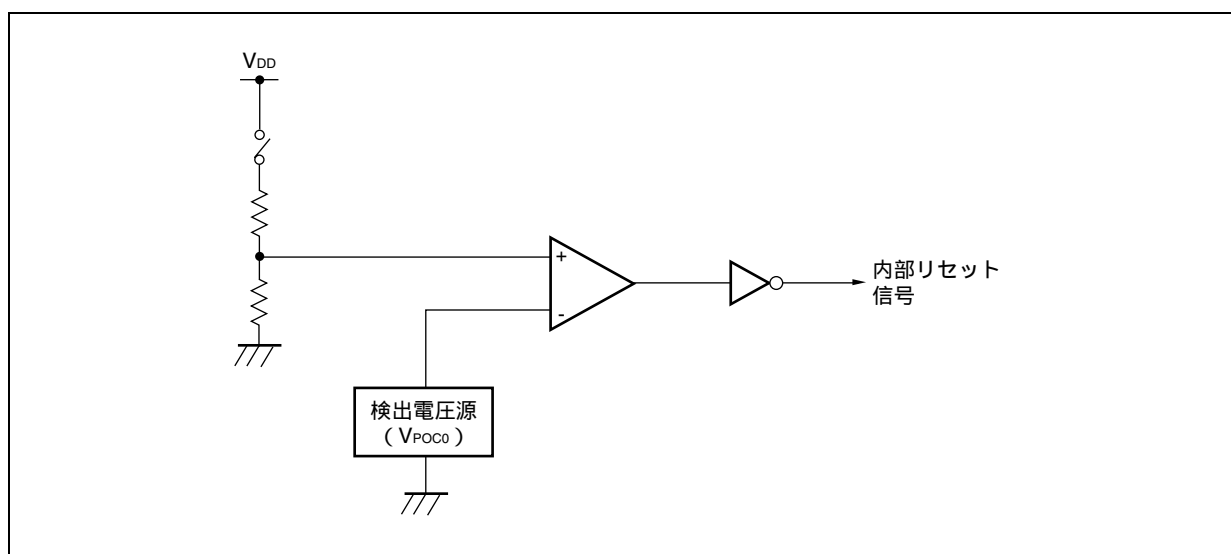 VDD
+
-
内部リセット
信号
検出電圧源
（VPOC0）